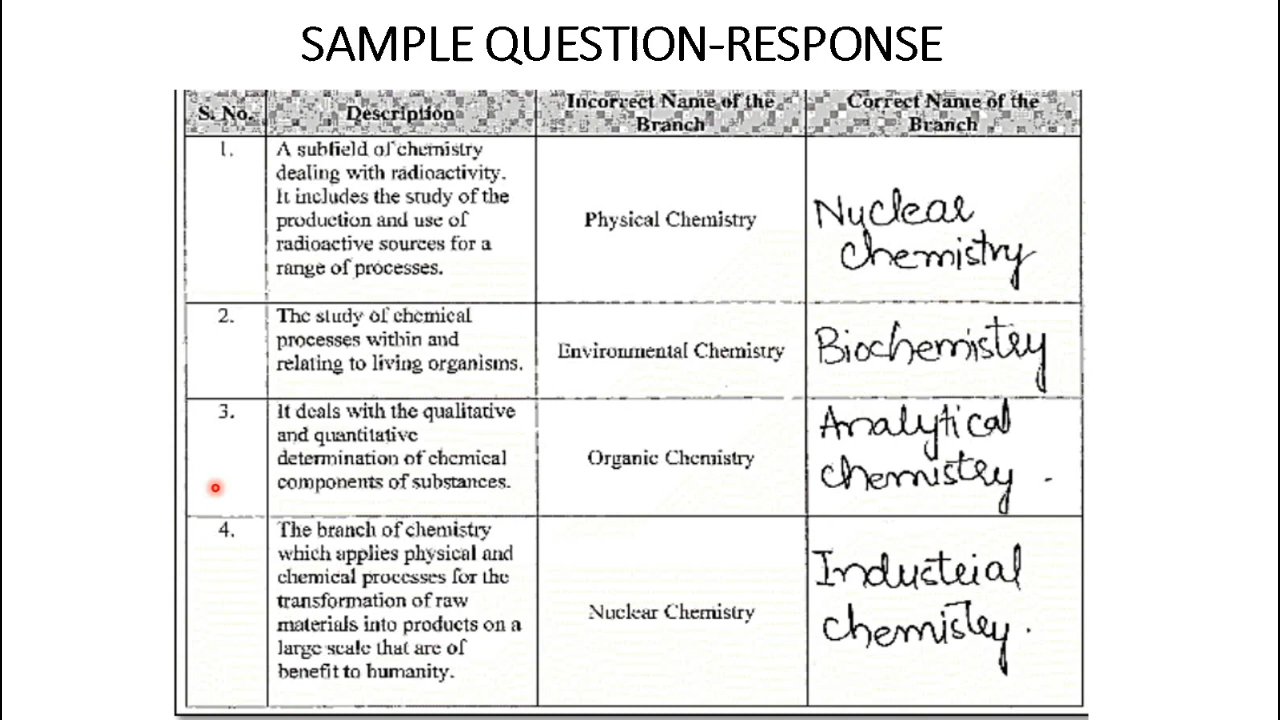 SAMPLE QUESTION-RESPONSE
S. No.
Description
Incorrect Name of the
Branch
Correct Name of the
Branch
1.
A subfield of chemistry
dealing with radioactivity.
It includes the study of the
production and use of
radioactive sources for a
range of processes.
Physical Chemistry
Nuclear
chemistry
2.
The study of chemical
processes within and
relating to living organisms.
Environmental Chemistry
Biochemistry
3.
It deals with the qualitative
and quantitative
determination of chemical
components of substances.
Organic Chemistry
Analytical
chemistry .
4.
The branch of chemistry
which applies physical and
chemical processes for the
transformation of raw
materials into products on a
large scale that are of
benefit to humanity.
Nuclear Chemistry
Industrial
chemistry .